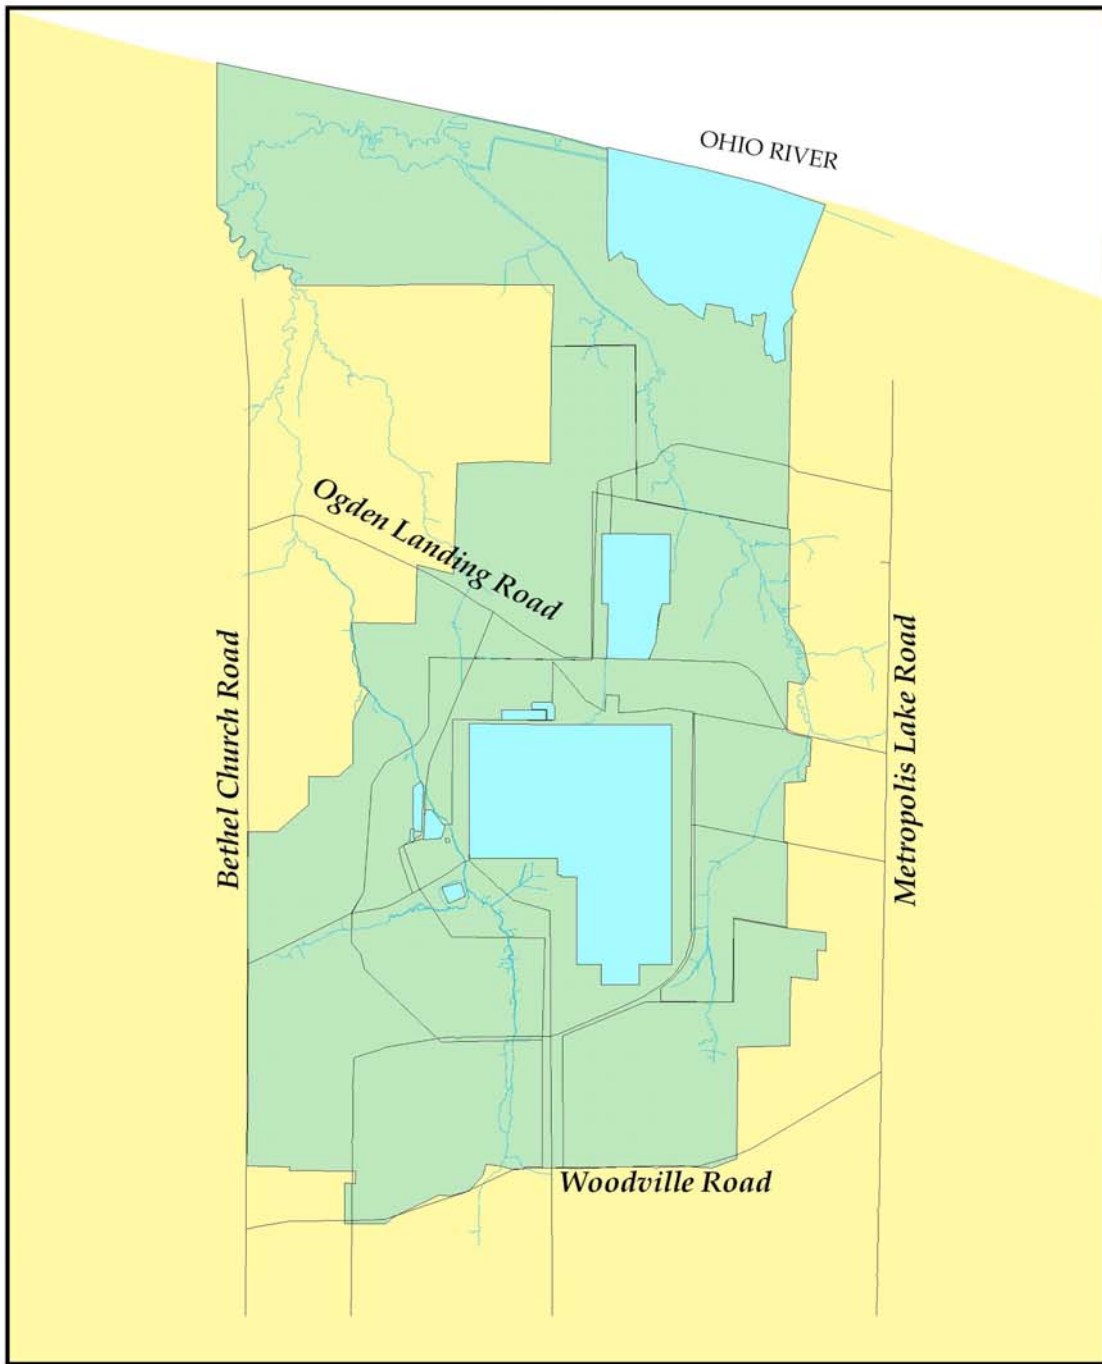 OHIO RIVER
Ogden Landing Road
Bethel Church Road
Metropolis Lake Road
Woodville Road